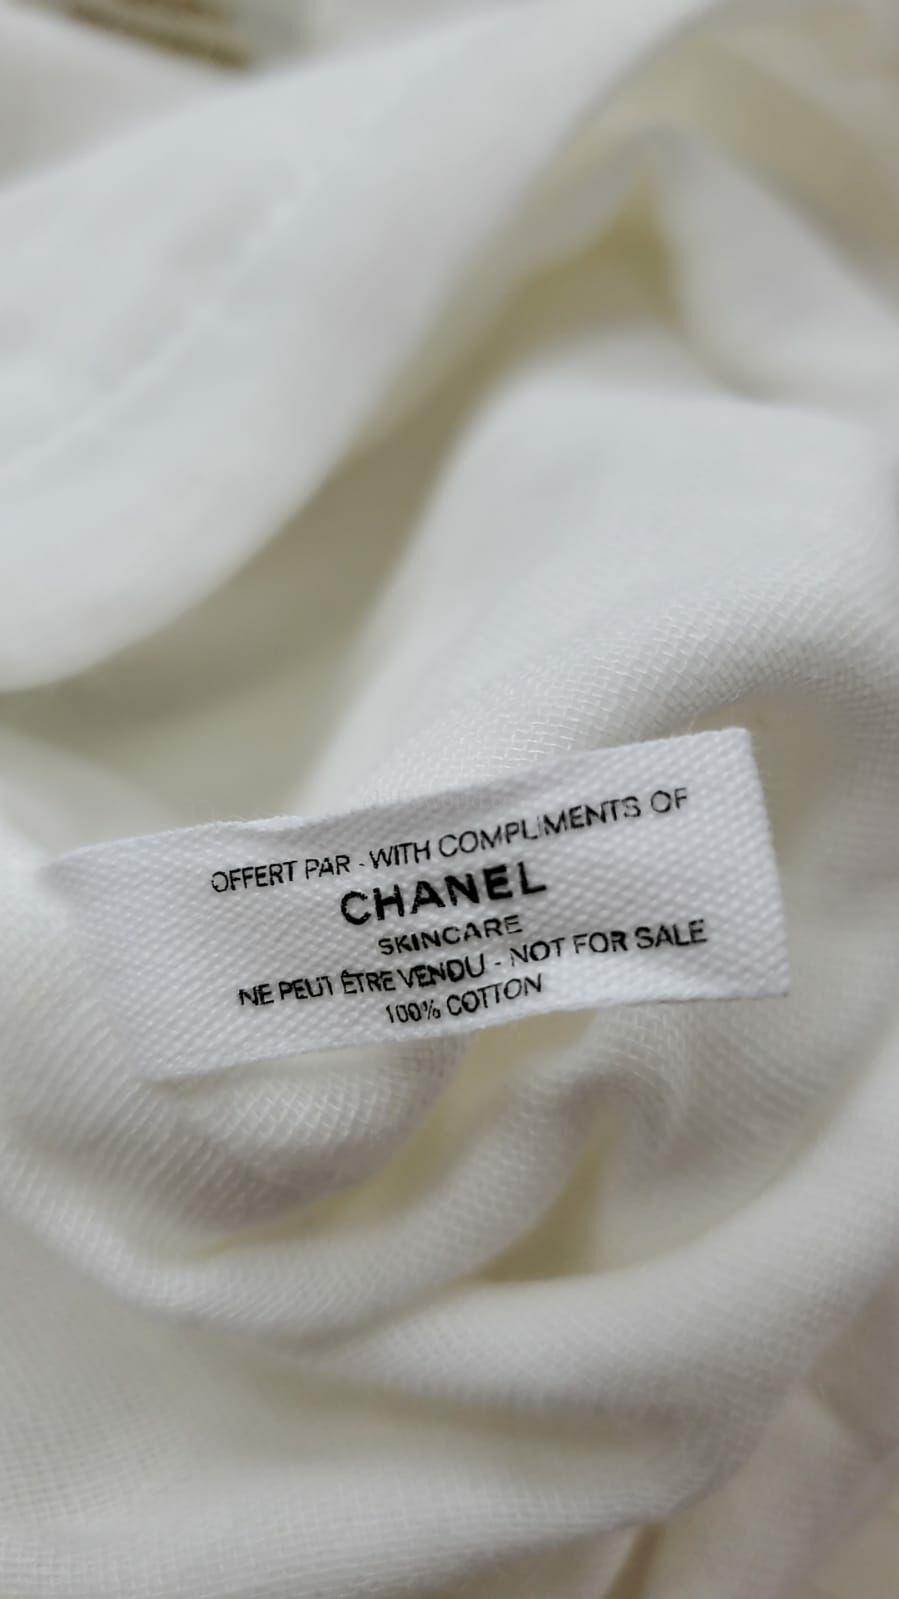 OFFERT PAR - WITH COMPLIMENTS OF
CHANEL
SKINCARE
NE PEUT ÊTRE VENDU - NOT FOR SALE
100% COTTON